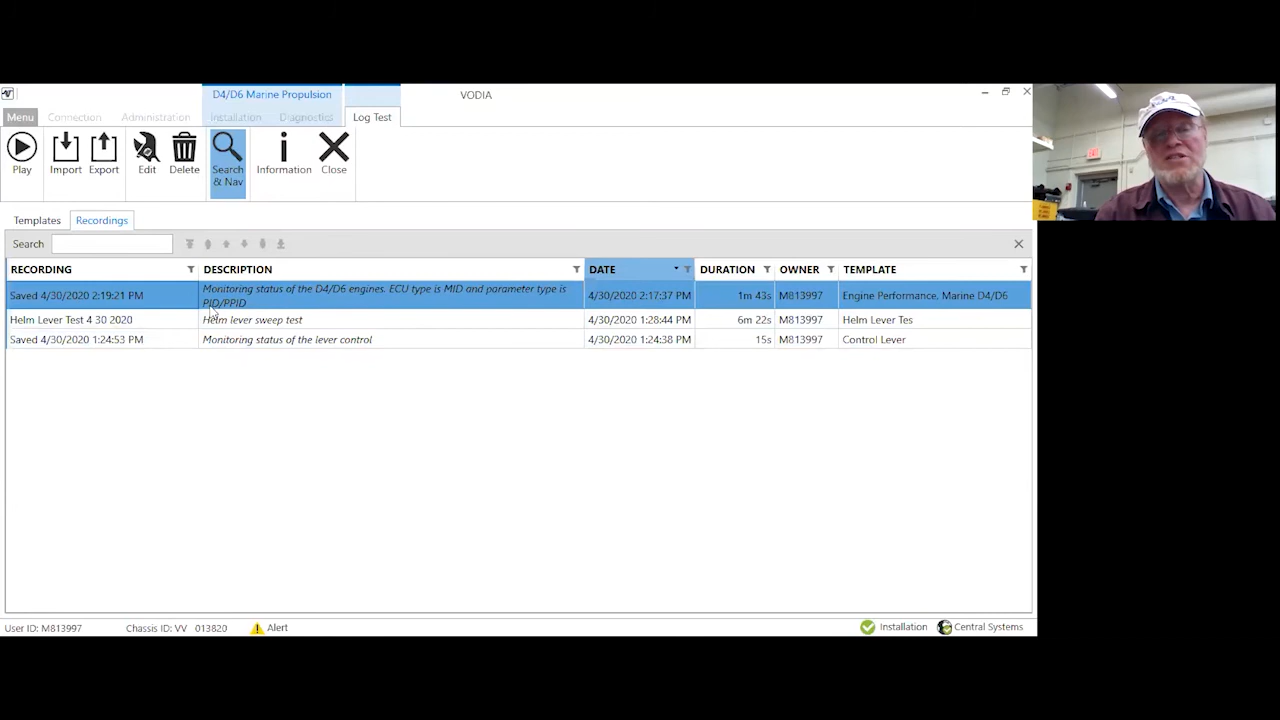 D4/D6 Marine Propulsion
VODIA
Menu Connection Administration Installation Diagnostics Log Test
Play Import Export Edit Delete Search & Nav Information Close
Templates Recordings
Search
RECORDING DESCRIPTION DATE DURATION OWNER TEMPLATE
Saved 4/30/2020 2:19:21 PM Monitoring status of the D4/D6 engines. ECU type is MID and parameter type is PID/PPID 4/30/2020 2:17:37 PM 1m 43s M813997 Engine Performance, Marine D4/D6
Helm Lever Test 4 30 2020 Helm lever sweep test 4/30/2020 1:28:44 PM 6m 22s M813997 Helm Lever Tes
Saved 4/30/2020 1:24:53 PM Monitoring status of the lever control 4/30/2020 1:24:38 PM 15s M813997 Control Lever
User ID: M813997 Chassis ID: VV 013820 Alert Installation Central Systems